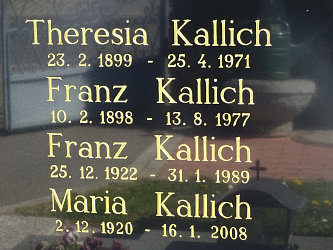 Theresia Kallich
23. 2. 1899 - 25. 4. 1971
Franz Kallich
10. 2. 1898 - 13. 8. 1977
Franz Kallich
25. 12. 1922 - 31. 1. 1989
Maria Kallich
2. 12. 1920 - 16. 1. 2008